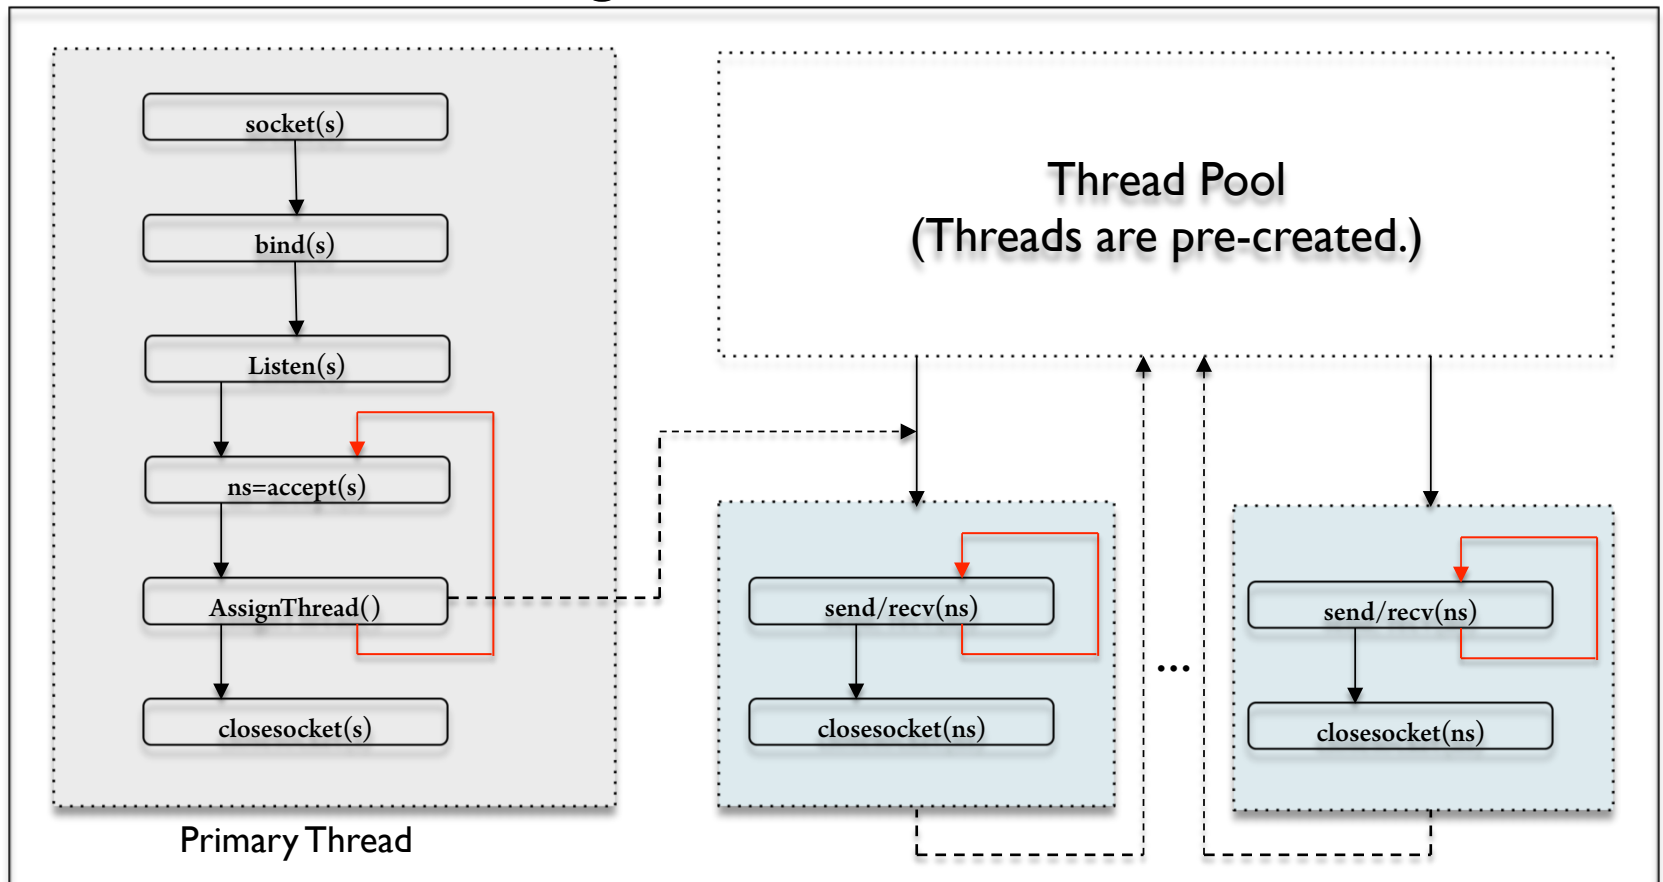 socket(s)
bind(s)
Listen(s)
ns=accept(s)
AssignThread()
closesocket(s)
Primary Thread
Thread Pool
(Threads are pre-created.)
send/recv(ns)
closesocket(ns)
...
send/recv(ns)
closesocket(ns)